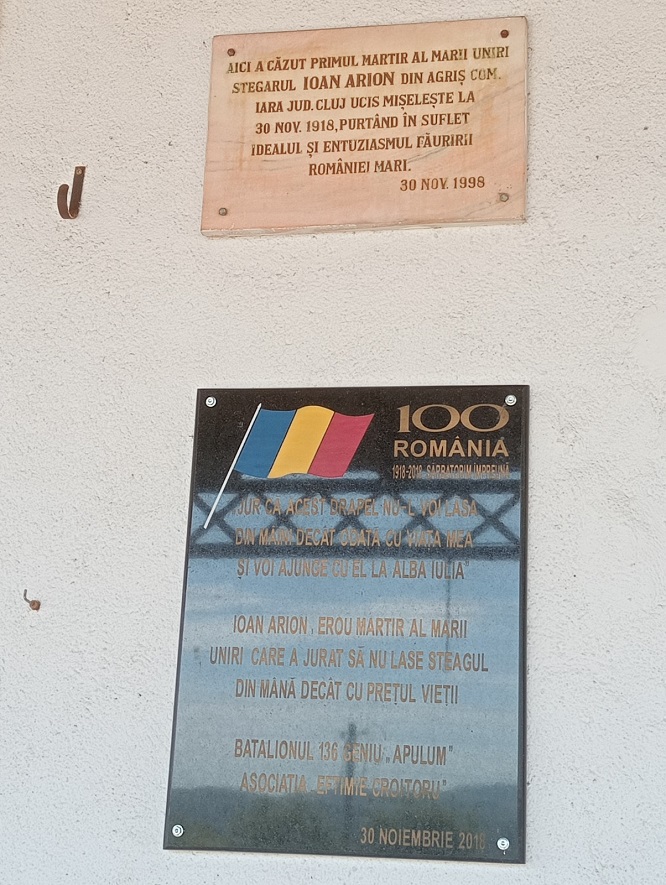 AICI A CĂZUT PRIMUL MARTIR AL MARII UNIRI
STEGARUL IOAN ARION DIN AGRIȘ COM.
IARA JUD. CLUJ UCIS MIȘELEȘTE LA
30 NOV. 1918, PURTÂND ÎN SUFLET
IDEALUL ȘI ENTUZIASMUL FĂURIRII
ROMÂNIEI MARI.
30 NOV. 1998
100
ROMÂNIA
1918-2018 SĂRBĂTORIM ÎMPREUNĂ
"JUR CĂ ACEST DRAPEL NU-L VOI LĂSA
DIN MÂNI DECÂT ODATĂ CU VIAȚA MEA
ȘI VOI AJUNGE CU EL LA ALBA IULIA"
IOAN ARION, EROU MARTIR AL MARII
UNIRI CARE A JURAT SĂ NU LASE STEAGUL
DIN MÂNĂ DECÂT CU PREȚUL VIEȚII
BATALIONUL 136 GENIU „APULUM"
ASOCIAȚIA „EFTIMIE CROITORU"
30 NOIEMBRIE 2018